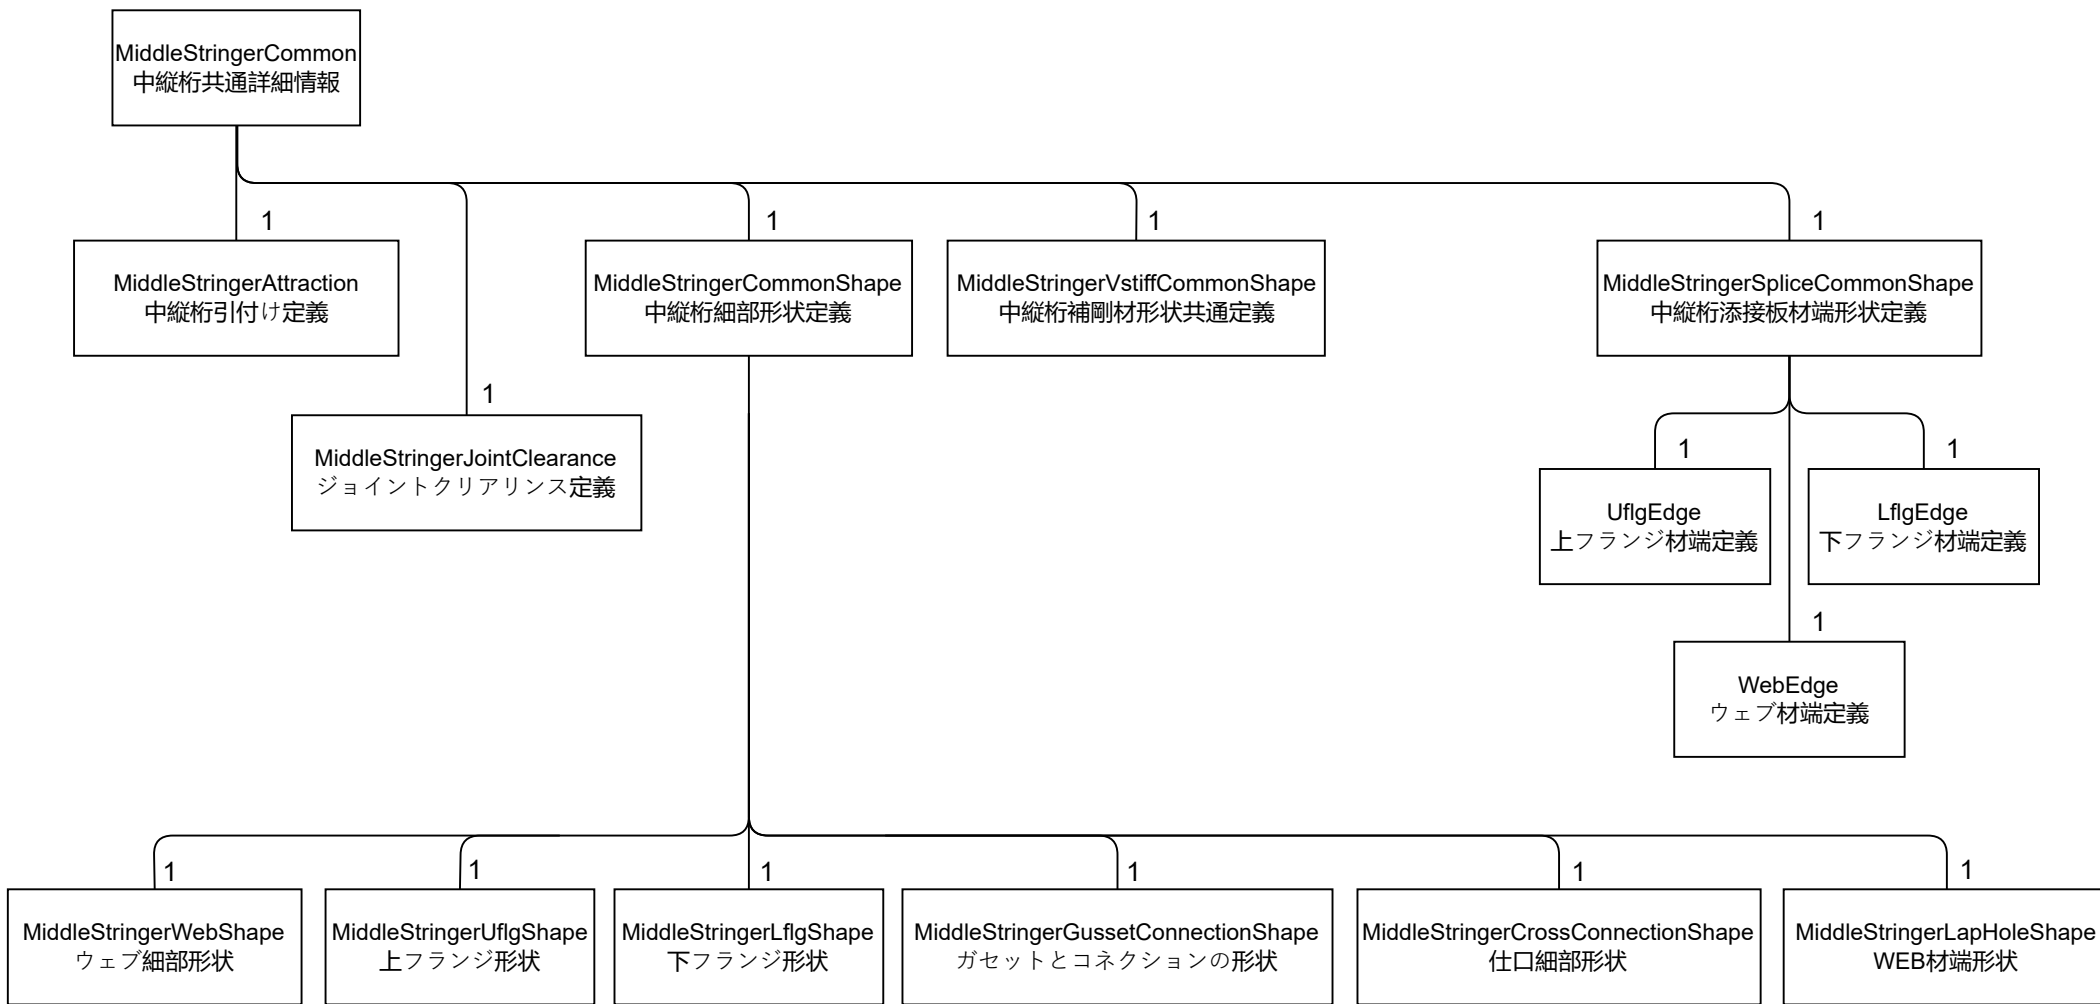 MiddleStringerCommon
中縦桁共通詳細情報
1
1
1
1
MiddleStringerAttraction
中縦桁引付け定義
MiddleStringerCommonShape
中縦桁細部形状定義
MiddleStringerVstiffCommonShape
中縦桁補剛材形状共通定義
MiddleStringerSpliceCommonShape
中縦桁添接板材端形状定義
1
MiddleStringerJointClearance
ジョイントクリアリンス定義
1
1
UflgEdge
上フランジ材端定義
LflgEdge
下フランジ材端定義
1
WebEdge
ウェブ材端定義
1
1
1
1
1
1
MiddleStringerWebShape
ウェブ細部形状
MiddleStringerUflgShape
上フランジ形状
MiddleStringerLflgShape
下フランジ形状
MiddleStringerGussetConnectionShape
ガセットとコネクションの形状
MiddleStringerCrossConnectionShape
仕口細部形状
MiddleStringerLapHoleShape
WEB材端形状